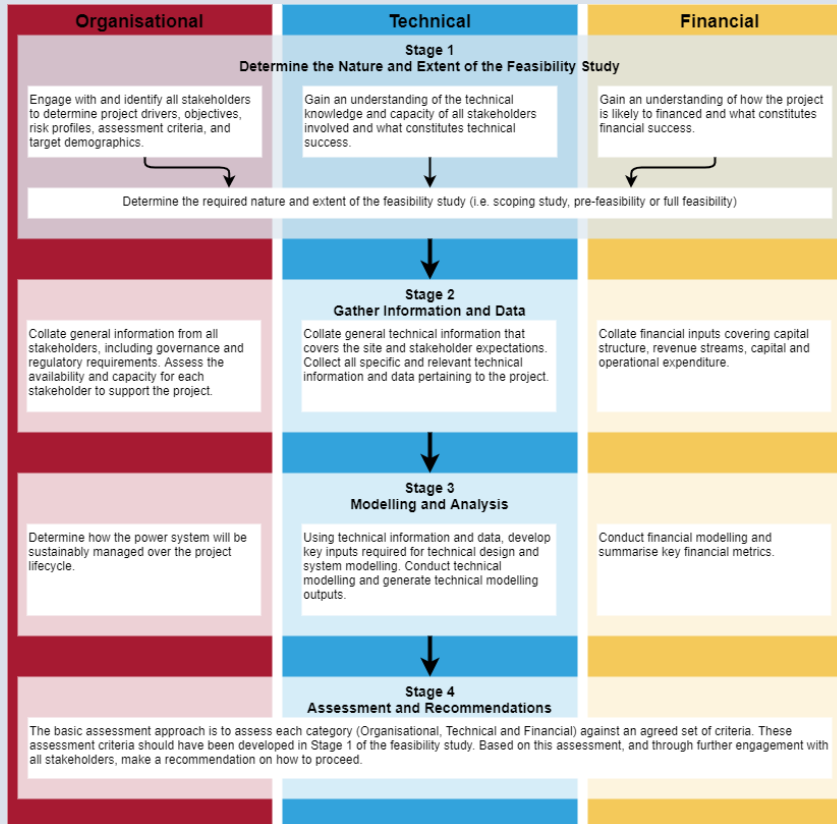 Organisational
Technical
Financial
Stage 1
Determine the Nature and Extent of the Feasibility Study
Engage with and identify all stakeholders
to determine project drivers, objectives,
risk profiles, assessment criteria, and
target demographics.
Gain an understanding of the technical
knowledge and capacity of all stakeholders
involved and what constitutes technical
success.
Gain an understanding of how the project
is likely to financed and what constitutes
financial success.
Determine the required nature and extent of the feasibility study (i.e. scoping study, pre-feasibility or full feasibility)
Stage 2
Gather Information and Data
Collate general information from all
stakeholders, including governance and
regulatory requirements. Assess the
availability and capacity for each
stakeholder to support the project.
Collate general technical information that
covers the site and stakeholder expectations.
Collect all specific and relevant technical
information and data pertaining to the project.
Collate financial inputs covering capital
structure, revenue streams, capital and
operational expenditure.
Stage 3
Modelling and Analysis
Determine how the power system will be
sustainably managed over the project
lifecycle.
Using technical information and data, develop
key inputs required for technical design and
system modelling. Conduct technical
modelling and generate technical modelling
outputs.
Conduct financial modelling and
summarise key financial metrics.
Stage 4
Assessment and Recommendations
The basic assessment approach is to assess each category (Organisational, Technical and Financial) against an agreed set of criteria. These
assessment criteria should have been developed in Stage 1 of the feasibility study. Based on this assessment, and through further engagement with
all stakeholders, make a recommendation on how to proceed.